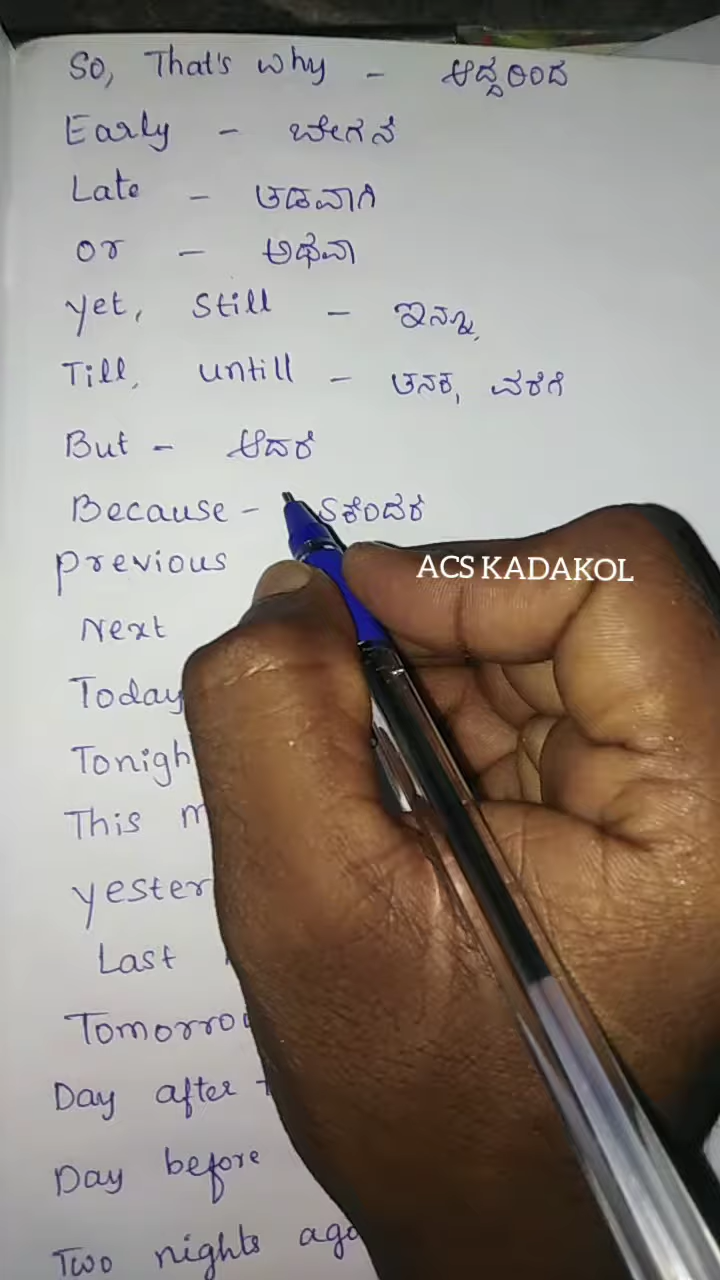 So, That's why - ಆದ್ದರಿಂದ
Early - ಬೇಗನೆ
Late - ತಡವಾಗಿ
or - ಅಥವಾ
yet, still - ಇನ್ನೂ
Till, untill - ತನಕ, ವರೆಗೆ
But - ಆದರೆ
Because -
previous
ACS KADAKOL
Next
Today
Tonigh
This m
yester
Last
Tomorro
Day after
Day before
Two nights ago